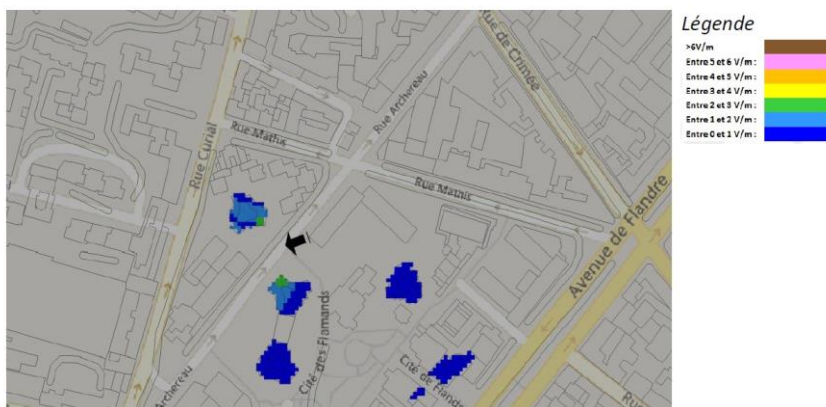 Légende
>6V/m
Entre 5 et 6 V/m :
Entre 4 et 5 V/m :
Entre 3 et 4 V/m :
Entre 2 et 3 V/m :
Entre 1 et 2 V/m :
Entre 0 et 1 V/m :
Rue de Crimée
Rue Archereau
Rue Mathis
Rue Curial
Rue Mathis
Avenue de Flandre
Cité des Flamands
Cité de Flandre
Archereau
Rue